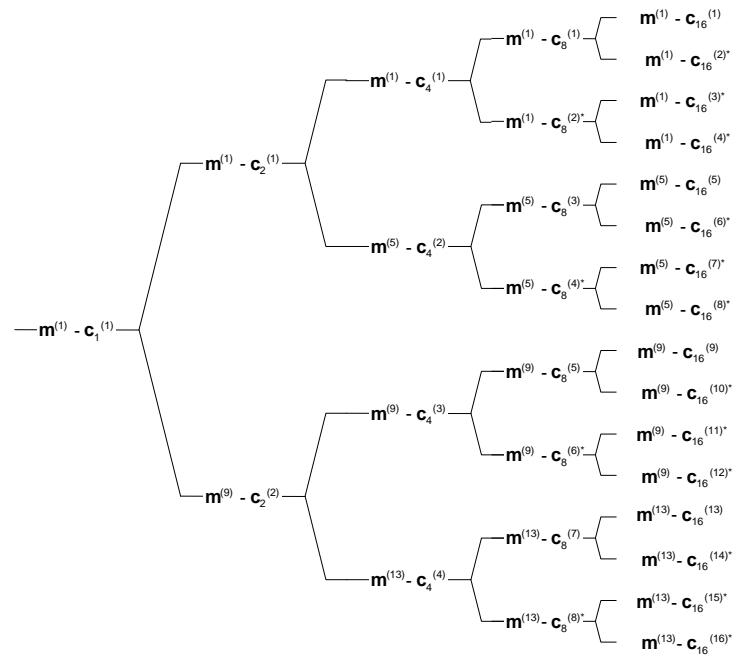 m(1) - c16(1)
m(1) - c8(1)
m(1) - c16(2)*
m(1) - c4(1)
m(1) - c16(3)*
m(1) - c8(2)*
m(1) - c16(4)*
m(1) - c2(1)
m(5) - c16(5)
m(5) - c8(3)
m(5) - c16(6)*
m(5) - c4(2)
m(5) - c16(7)*
m(5) - c8(4)*
m(5) - c16(8)*
m(1) - c1(1)
m(9) - c16(9)
m(9) - c8(5)
m(9) - c16(10)*
m(9) - c4(3)
m(9) - c16(11)*
m(9) - c8(6)*
m(9) - c16(12)*
m(9) - c2(2)
m(13) - c16(13)
m(13) - c8(7)
m(13) - c16(14)*
m(13) - c4(4)
m(13) - c16(15)*
m(13) - c8(8)*
m(13) - c16(16)*